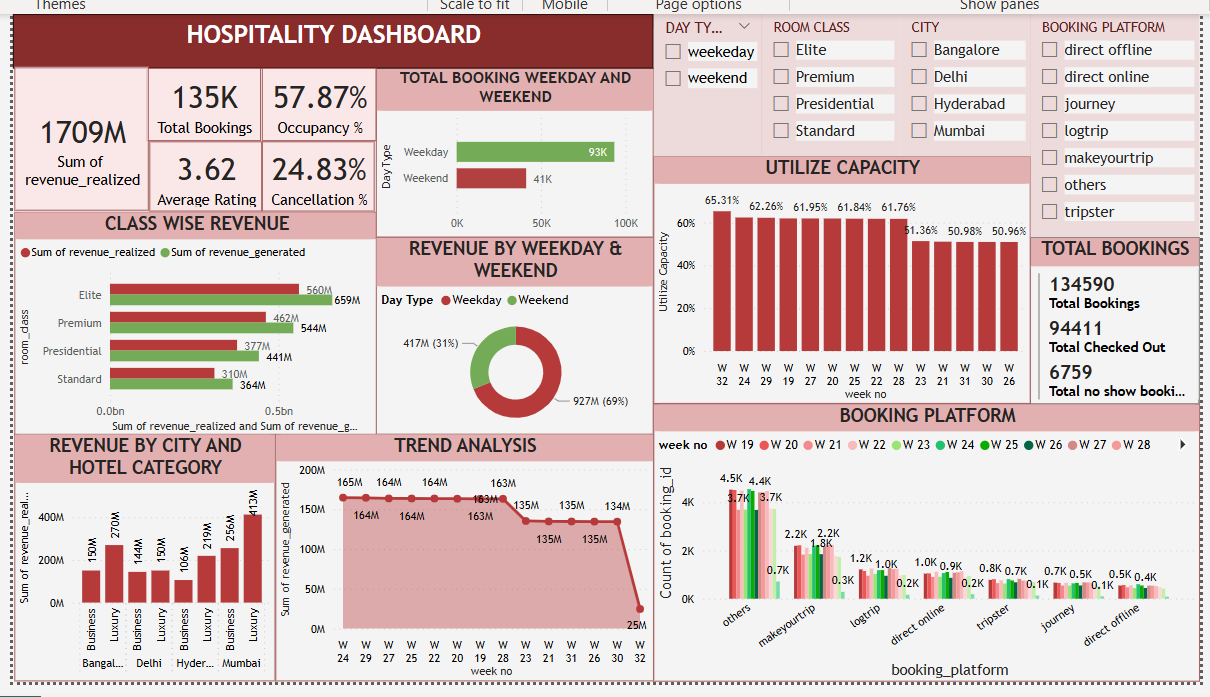 Themes
Scale to fit
Mobile
Page options
Show panes
HOSPITALITY DASHBOARD
1709M
Sum of
revenue_realized
135K
Total Bookings
57.87%
Occupancy %
3.62
Average Rating
24.83%
Cancellation %
TOTAL BOOKING WEEKDAY AND
WEEKEND
Day Type
Weekday
93K
Weekend
41K
0K
50K
100K
DAY TY...
weekeday
weekend
ROOM CLASS
Elite
Premium
Presidential
Standard
CITY
Bangalore
Delhi
Hyderabad
Mumbai
BOOKING PLATFORM
direct offline
direct online
journey
logtrip
makeyourtrip
others
tripster
CLASS WISE REVENUE
Sum of revenue_realized
Sum of revenue_generated
room_class
Elite
560M
659M
Premium
462M
544M
Presidential
377M
441M
Standard
310M
364M
0.0bn
0.5bn
Sum of revenue_realized and Sum of revenue_g...
REVENUE BY WEEKDAY &
WEEKEND
Day Type
Weekday
Weekend
417M (31%)
927M (69%)
UTILIZE CAPACITY
Utilize Capacity
60%
40%
20%
0%
65.31%
62.26%
61.95%
61.84%
61.76%
51.36%
50.98%
50.96%
W 32
W 24
W 29
W 19
W 27
W 20
W 25
W 22
W 28
W 23
W 21
W 31
W 30
W 26
week no
TOTAL BOOKINGS
134590
Total Bookings
94411
Total Checked Out
6759
Total no show booki...
REVENUE BY CITY AND
HOTEL CATEGORY
Sum of revenue_real...
400M
200M
0M
150M
270M
144M
150M
106M
219M
256M
413M
Business
Luxury
Business
Luxury
Business
Luxury
Business
Luxury
Bangal...
Delhi
Hyder...
Mumbai
TREND ANALYSIS
Sum of revenue_generated
200M
150M
100M
50M
0M
165M
164M
164M
164M
164M
163M
163M
163M
135M
135M
135M
135M
134M
25M
W 24
W 29
W 27
W 25
W 22
W 20
W 19
W 28
W 23
W 21
W 31
W 26
W 30
W 32
week no
BOOKING PLATFORM
week no
W 19
W 20
W 21
W 22
W 23
W 24
W 25
W 26
W 27
W 28
Count of booking_id
4K
2K
0K
4.5K
3.7K
4.4K
3.7K
0.7K
2.2K
1.8K
2.2K
0.3K
1.2K
1.0K
0.2K
1.0K
0.9K
0.2K
0.8K
0.7K
0.1K
0.7K
0.5K
0.1K
0.5K
0.4K
others
makeyourtrip
logtrip
direct online
tripster
journey
direct offline
booking_platform